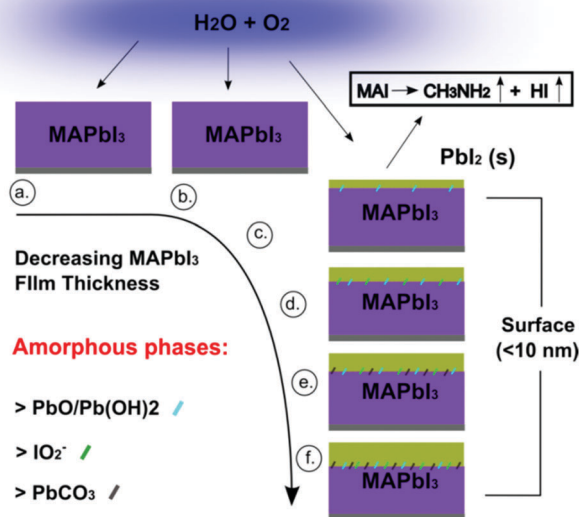 H2O + O2
MAI → CH3NH2 ↑ + HI ↑
MAPbI3
MAPbI3
PbI2 (s)
a.
b.
MAPbI3
c.
Decreasing MAPbI3
FIlm Thickness
d.
MAPbI3
Surface
(<10 nm)
Amorphous phases:
e.
MAPbI3
> PbO/Pb(OH)2
> IO2-
f.
MAPbI3
> PbCO3